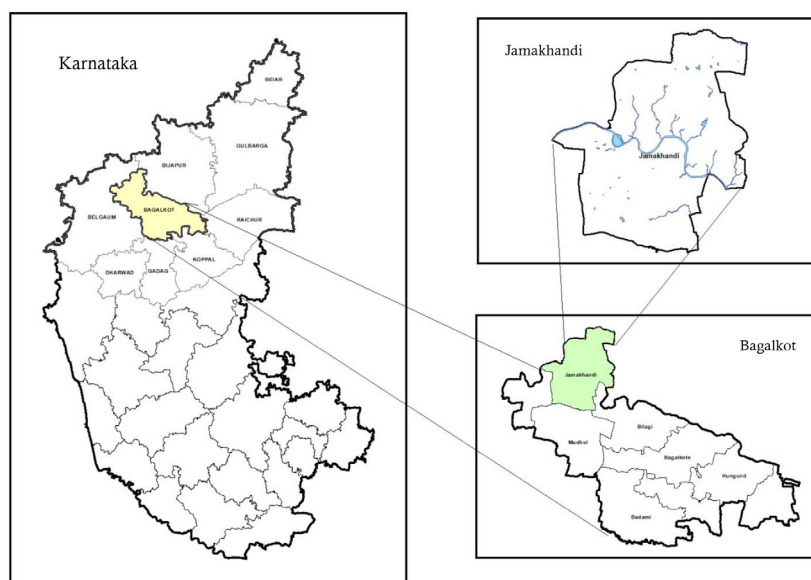 Karnataka
BIDAR
GULBARGA
BIJAPUR
BAGALKOT
BELGAUM
RAICHUR
KOPPAL
DHARWAD
GADAG
Jamakhandi
Jamakhandi
Bagalkot
Jamakhandi
Bilagi
Mudhol
Bagalkote
Hungund
Badami